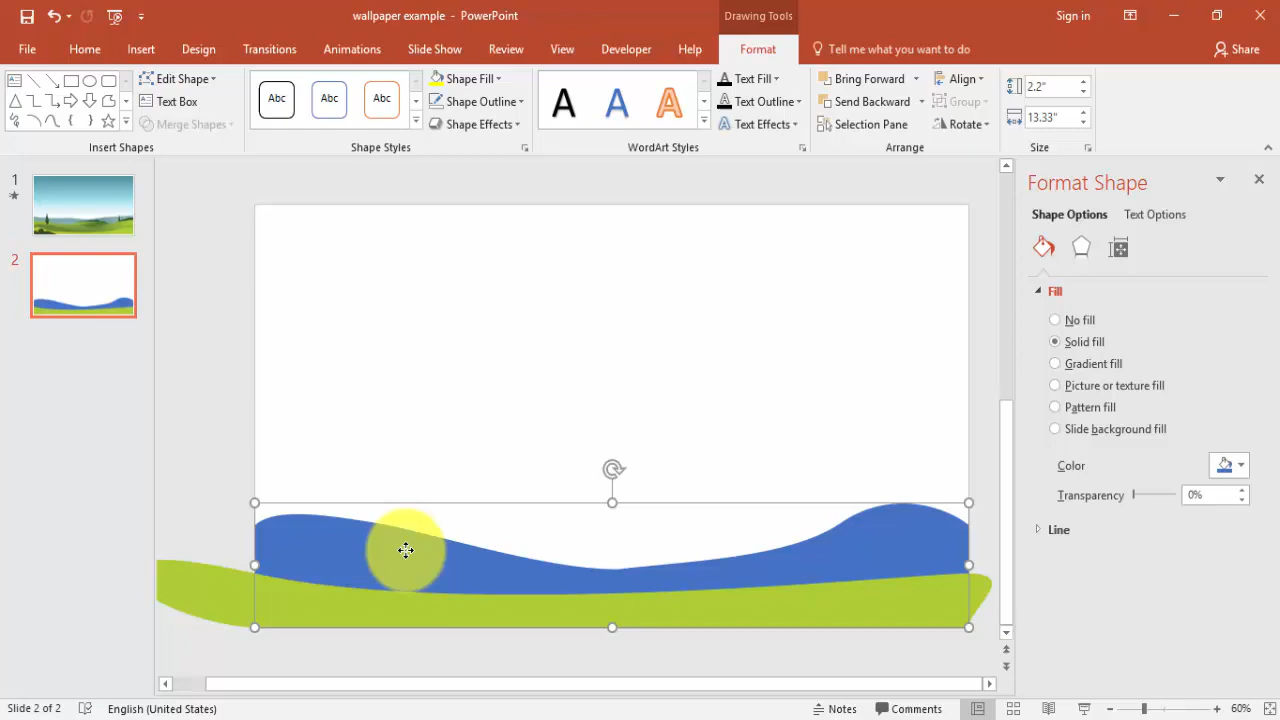 wallpaper example - PowerPoint
Drawing Tools
Sign in
File Home Insert Design Transitions Animations Slide Show Review View Developer Help Format Tell me what you want to do Share
Edit Shape
Text Box
Merge Shapes
Insert Shapes
Abc Abc Abc
Shape Fill
Shape Outline
Shape Effects
Shape Styles
A A A
Text Fill
Text Outline
Text Effects
WordArt Styles
Bring Forward
Send Backward
Selection Pane
Align
Group
Rotate
Arrange
2.2"
13.33"
Size
1
2
Format Shape
Shape Options Text Options
Fill
No fill
Solid fill
Gradient fill
Picture or texture fill
Pattern fill
Slide background fill
Color
Transparency 0%
Line
Slide 2 of 2 English (United States) Notes Comments 60%